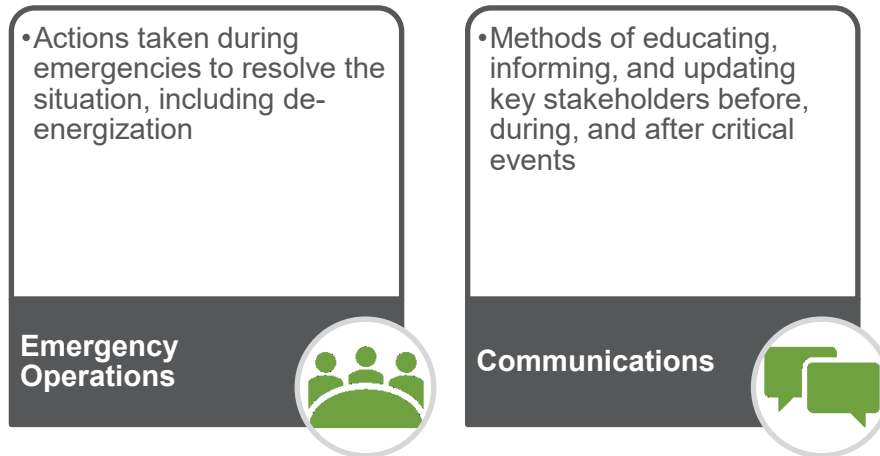 •Actions taken during
emergencies to resolve the
situation, including de-
energization
Emergency
Operations
•Methods of educating,
informing, and updating
key stakeholders before,
during, and after critical
events
Communications